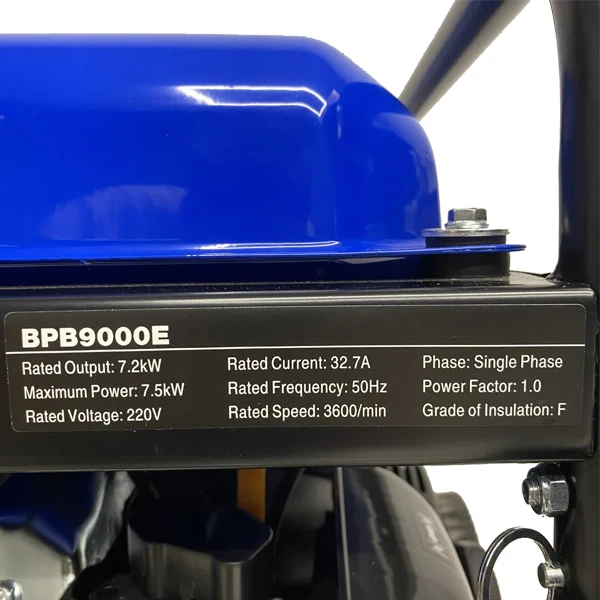 BPB9000E
Rated Output: 7.2kW
Maximum Power: 7.5kW
Rated Voltage: 220V
Rated Current: 32.7A
Rated Frequency: 50Hz
Rated Speed: 3600/min
Phase: Single Phase
Power Factor: 1.0
Grade of Insulation: F